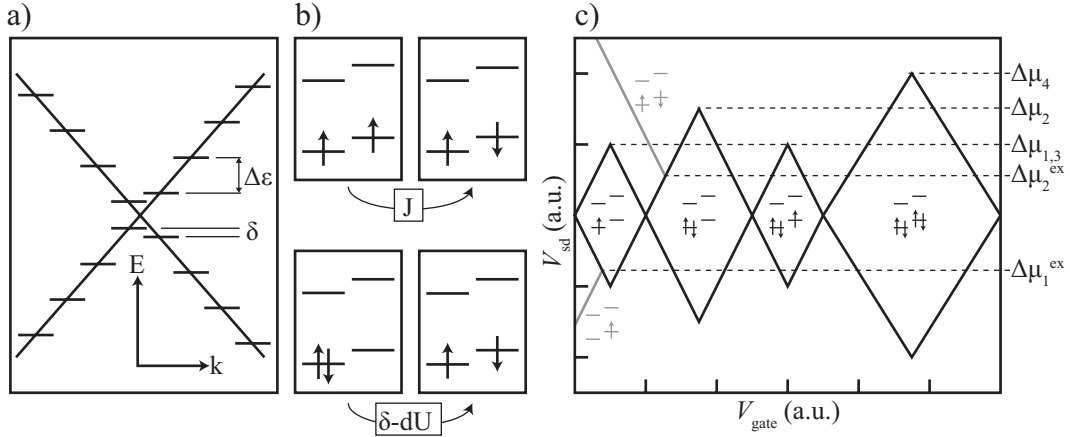 a)
Δε
δ
E
k
b)
J
δ-dU
c)
Δμ4
Δμ2
Δμ1,3
Δμ2ex
Δμ1ex
Vsd (a.u.)
Vgate (a.u.)